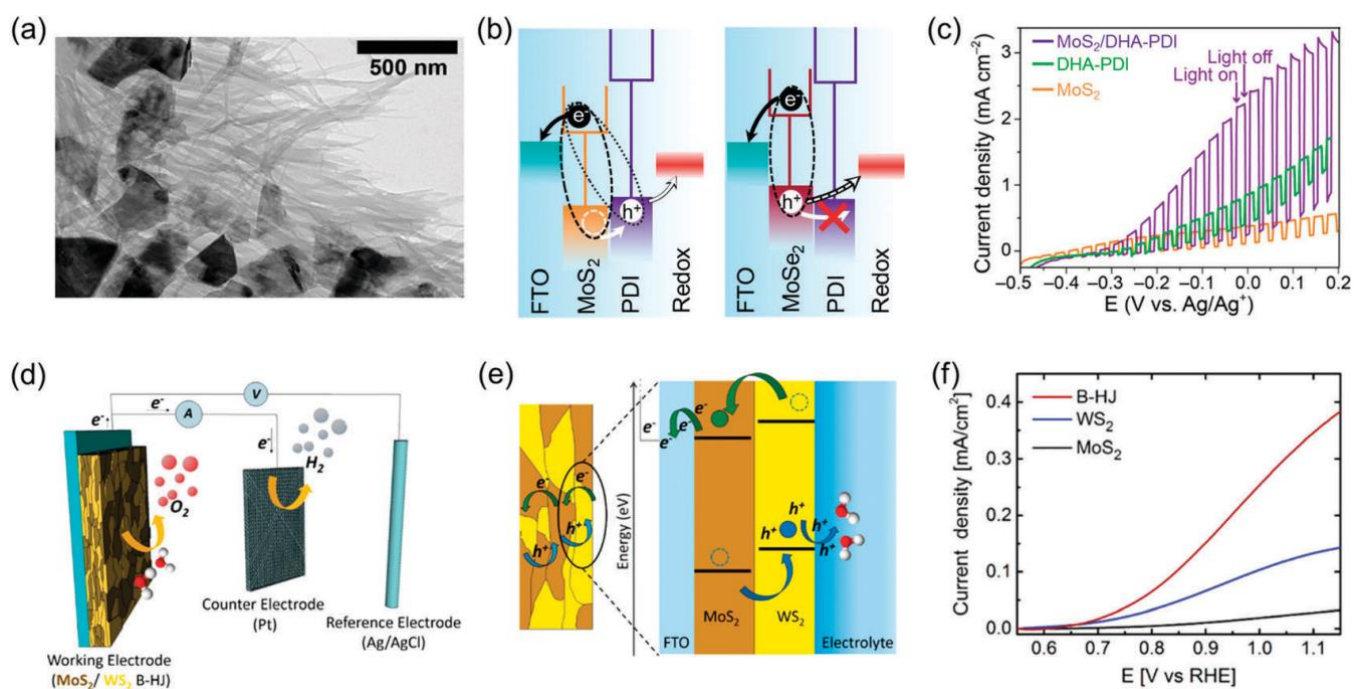 (a)
500 nm
(b)
e⁻
h⁺
FTO
MoS₂
PDI
Redox
e⁻
h⁺
FTO
MoSe₂
PDI
Redox
(c)
MoS₂/DHA-PDI
DHA-PDI
MoS₂
Light off
Light on
Current density (mA cm⁻²)
3
2
1
0
−0.5 −0.4 −0.3 −0.2 −0.1 0.0 0.1 0.2
E (V vs. Ag/Ag⁺)
(d)
V
A
e⁻
e⁻
e⁻
O₂
H₂
Counter Electrode
(Pt)
Reference Electrode
(Ag/AgCl)
Working Electrode
(MoS₂/ WS₂ B-HJ)
(e)
Energy (eV)
e⁻
e⁻
h⁺
h⁺
e⁻
e⁻
e⁻
e⁻
h⁺
h⁺
h⁺
MoS₂
WS₂
FTO
Electrolyte
(f)
B-HJ
WS₂
MoS₂
Current density [mA/cm²]
0.4
0.3
0.2
0.1
0.0
0.6 0.7 0.8 0.9 1.0 1.1
E [V vs RHE]